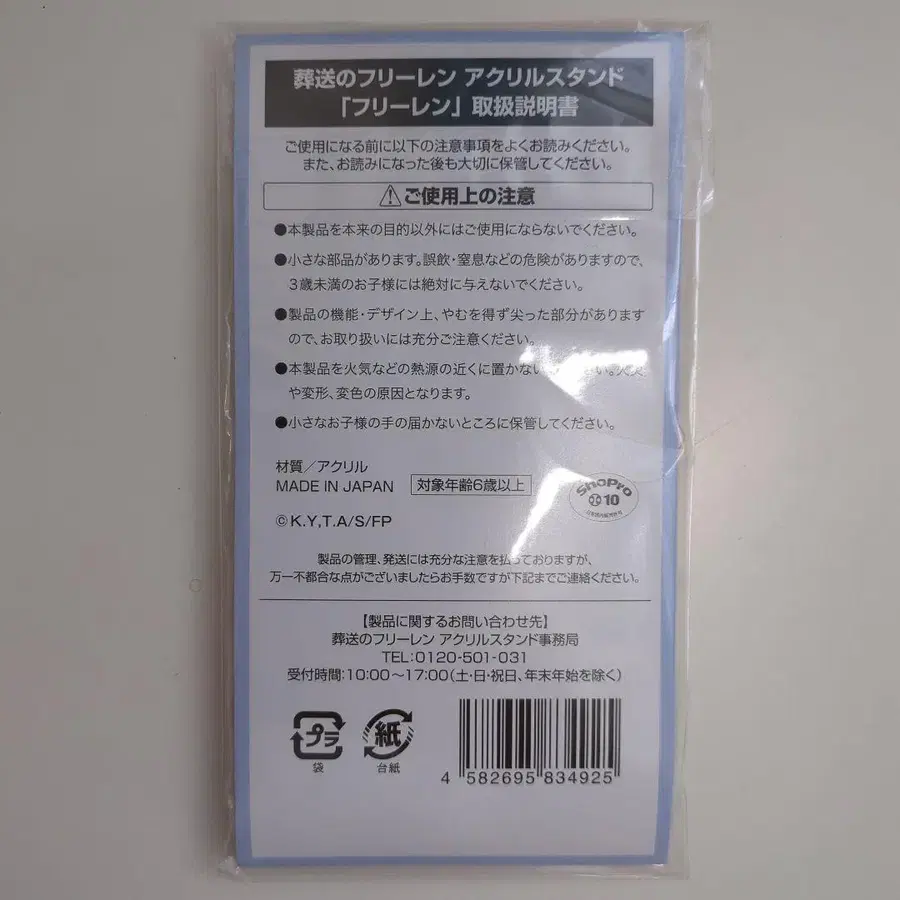 葬送のフリーレン アクリルスタンド
「フリーレン」取扱説明書
ご使用になる前に以下の注意事項をよくお読みください。
また、お読みになった後も大切に保管してください。
ご使用上の注意
●本製品を本来の目的以外にはご使用にならないでください。
●小さな部品があります。誤飲・窒息などの危険がありますので、
3歳未満のお子様には絶対に与えないでください。
●製品の機能・デザイン上、やむを得ず尖った部分があります
ので、お取り扱いには充分ご注意ください。
●本製品を火気などの熱源の近くに置かない
や変形、変色の原因となります。
●小さなお子様の手の届かないところに保管してください。
材質／アクリル
MADE IN JAPAN 対象年齢6歳以上
ShoPro
10
©K.Y,T.A/S/FP
製品の管理、発送には充分な注意を払っておりますが、
万一不都合な点がございましたらお手数ですが下記までご連絡ください。
【製品に関するお問い合わせ先】
葬送のフリーレン アクリルスタンド事務局
TEL:0120-501-031
受付時間:10:00～17:00(土・日・祝日、年末年始を除く)
プラ
袋
紙
台紙
4 582695 834925